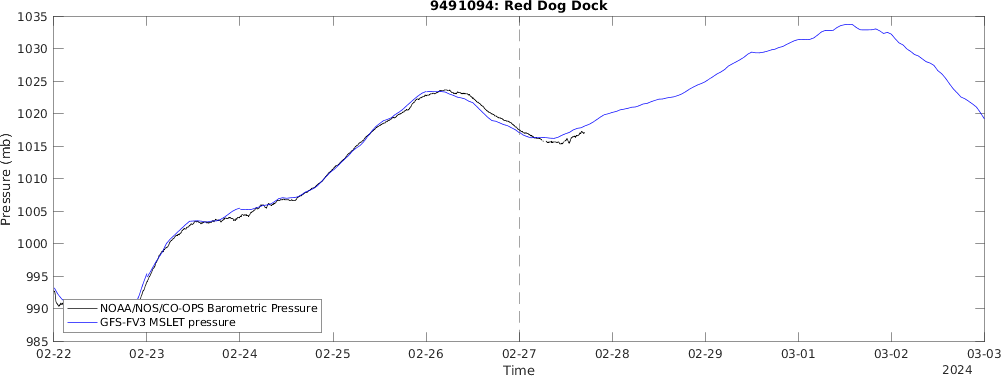 9491094: Red Dog Dock
1035
1030
1025
1020
1015
1010
1005
1000
995
990
985
Pressure (mb)
NOAA/NOS/CO-OPS Barometric Pressure
GFS-FV3 MSLET pressure
02-22 02-23 02-24 02-25 02-26 02-27 02-28 02-29 03-01 03-02 03-03
Time
2024